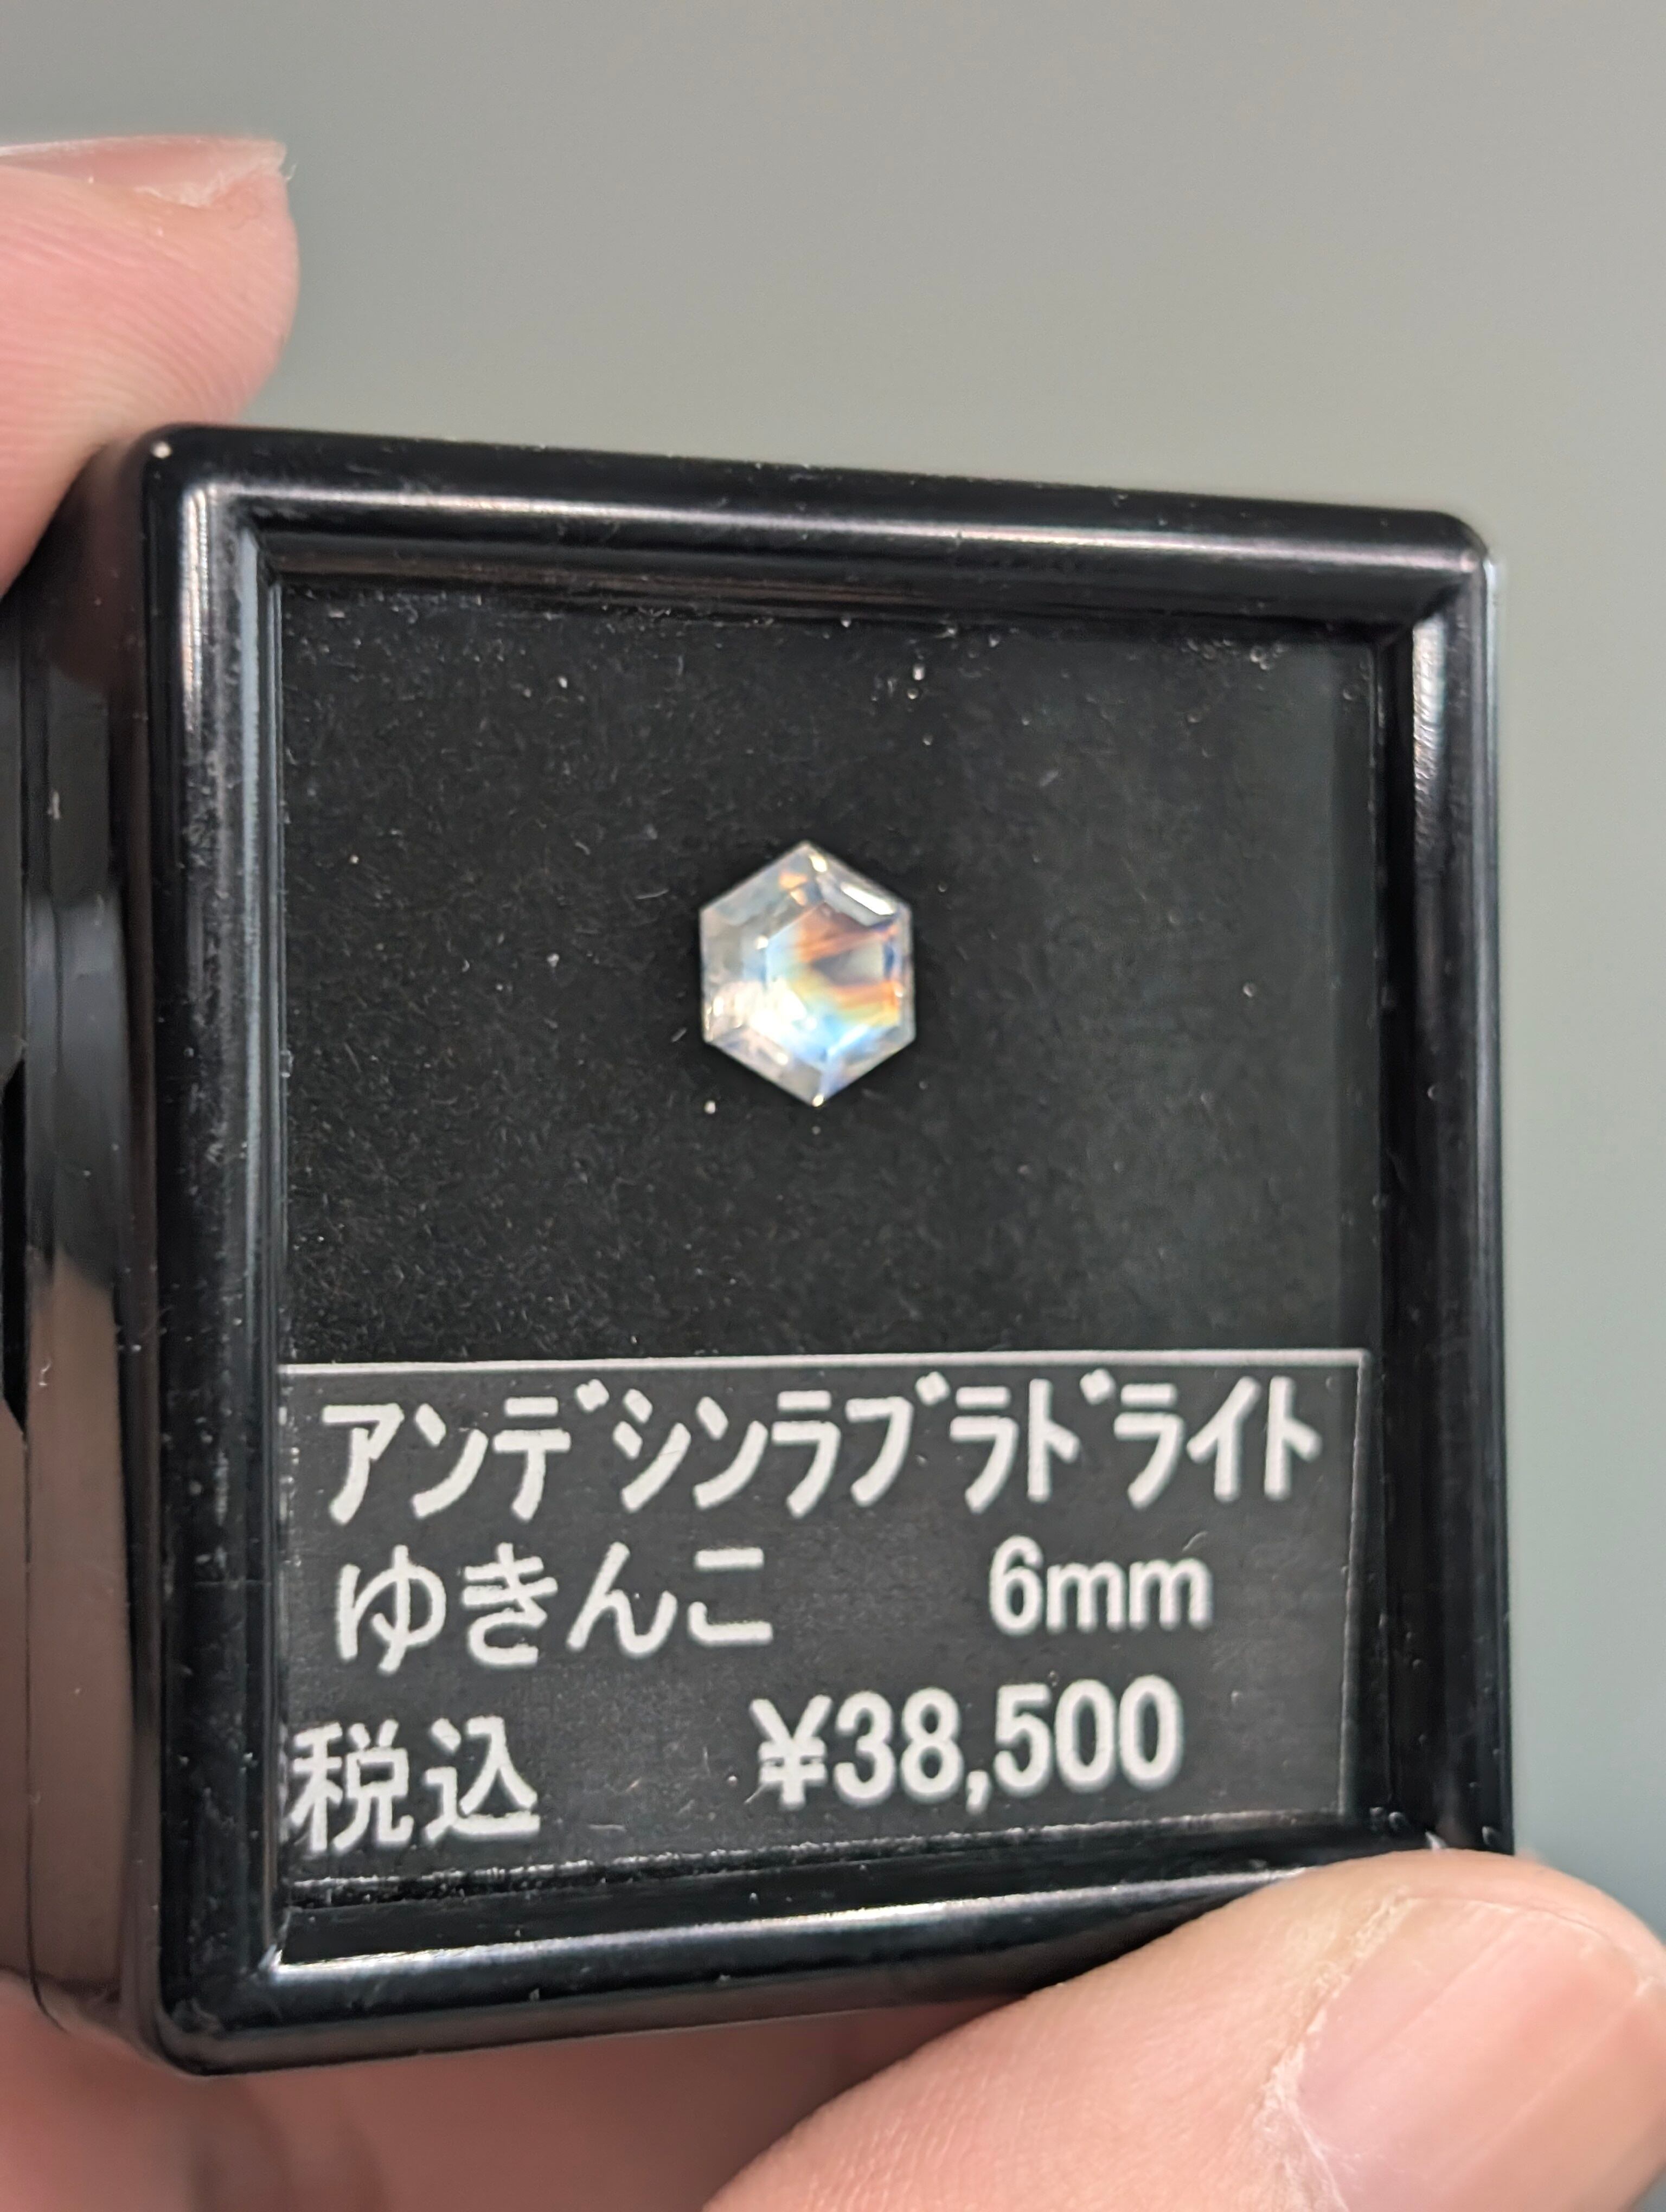 アンデシンラブラドライト
ゆきんこ 6mm
税込 ¥38,500